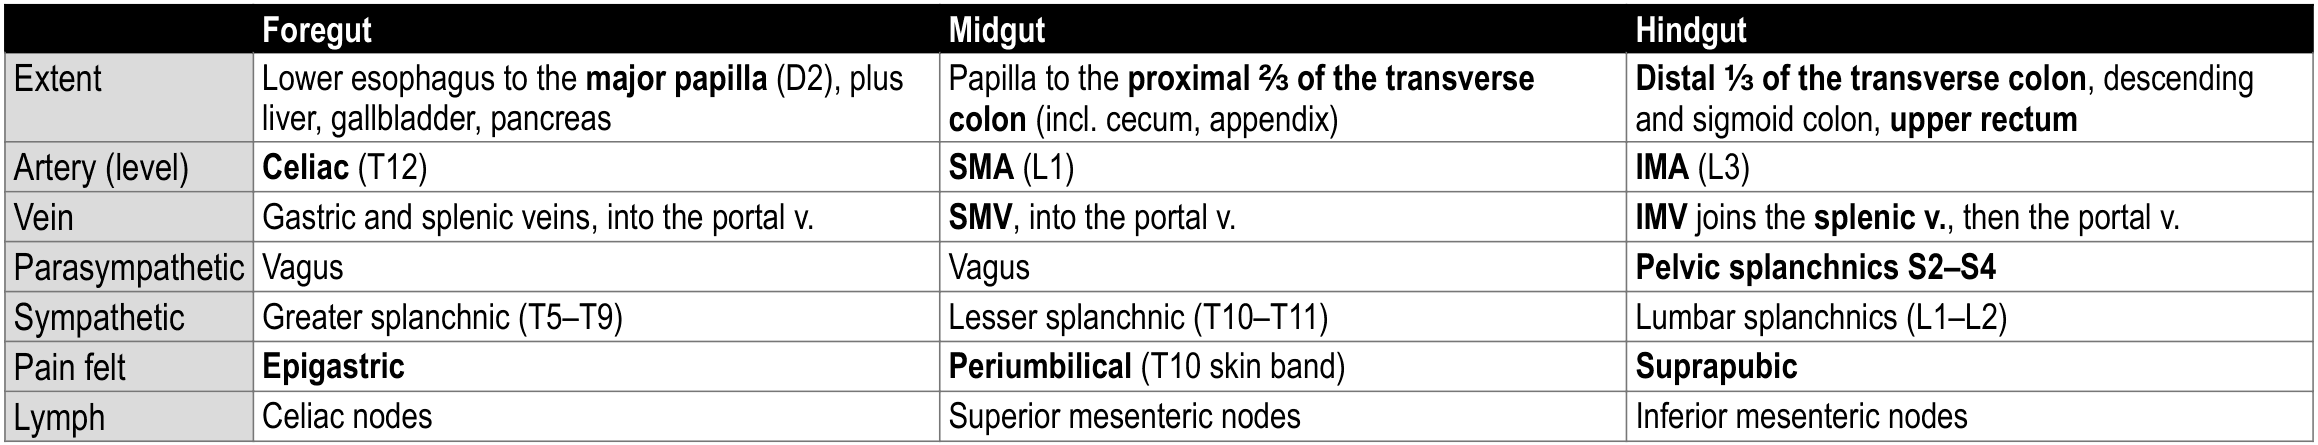 Foregut Midgut Hindgut
Extent Lower esophagus to the major papilla (D2), plus Papilla to the proximal ⅔ of the transverse Distal ⅓ of the transverse colon, descending
liver, gallbladder, pancreas colon (incl. cecum, appendix) and sigmoid colon, upper rectum
Artery (level) Celiac (T12) SMA (L1) IMA (L3)
Vein Gastric and splenic veins, into the portal v. SMV, into the portal v. IMV joins the splenic v., then the portal v.
Parasympathetic Vagus Vagus Pelvic splanchnics S2–S4
Sympathetic Greater splanchnic (T5–T9) Lesser splanchnic (T10–T11) Lumbar splanchnics (L1–L2)
Pain felt Epigastric Periumbilical (T10 skin band) Suprapubic
Lymph Celiac nodes Superior mesenteric nodes Inferior mesenteric nodes